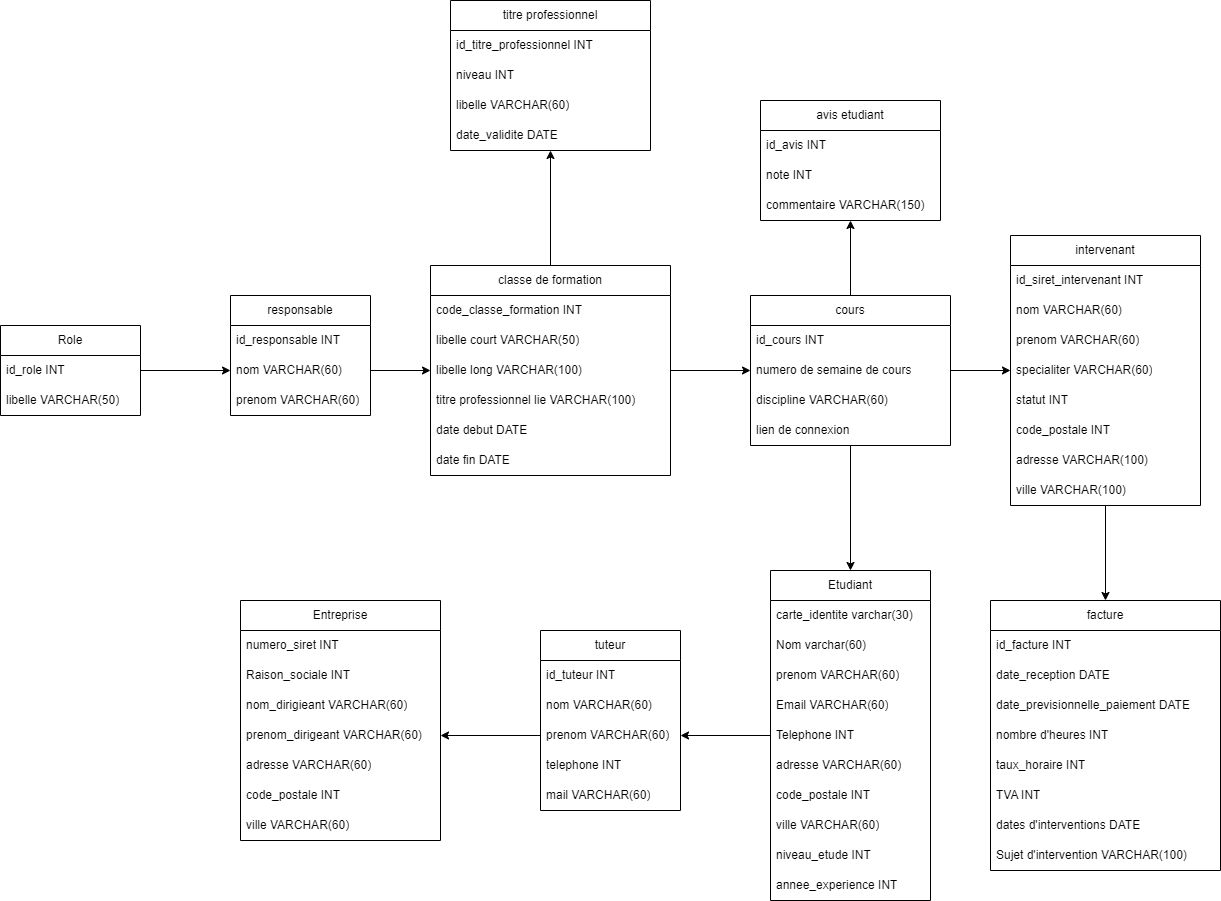 titre professionnel
id_titre_professionnel INT
niveau INT
libelle VARCHAR(60)
date_validite DATE
avis etudiant
id_avis INT
note INT
commentaire VARCHAR(150)
Role
id_role INT
libelle VARCHAR(50)
responsable
id_responsable INT
nom VARCHAR(60)
prenom VARCHAR(60)
classe de formation
code_classe_formation INT
libelle court VARCHAR(50)
libelle long VARCHAR(100)
titre professionnel lie VARCHAR(100)
date debut DATE
date fin DATE
cours
id_cours INT
numero de semaine de cours
discipline VARCHAR(60)
lien de connexion
intervenant
id_siret_intervenant INT
nom VARCHAR(60)
prenom VARCHAR(60)
specialiter VARCHAR(60)
statut INT
code_postale INT
adresse VARCHAR(100)
ville VARCHAR(100)
Entreprise
numero_siret INT
Raison_sociale INT
nom_dirigieant VARCHAR(60)
prenom_dirigeant VARCHAR(60)
adresse VARCHAR(60)
code_postale INT
ville VARCHAR(60)
tuteur
id_tuteur INT
nom VARCHAR(60)
prenom VARCHAR(60)
telephone INT
mail VARCHAR(60)
Etudiant
carte_identite varchar(30)
Nom varchar(60)
prenom VARCHAR(60)
Email VARCHAR(60)
Telephone INT
adresse VARCHAR(60)
code_postale INT
ville VARCHAR(60)
niveau_etude INT
annee_experience INT
facture
id_facture INT
date_reception DATE
date_previsionnelle_paiement DATE
nombre d'heures INT
taux_horaire INT
TVA INT
dates d'interventions DATE
Sujet d'intervention VARCHAR(100)